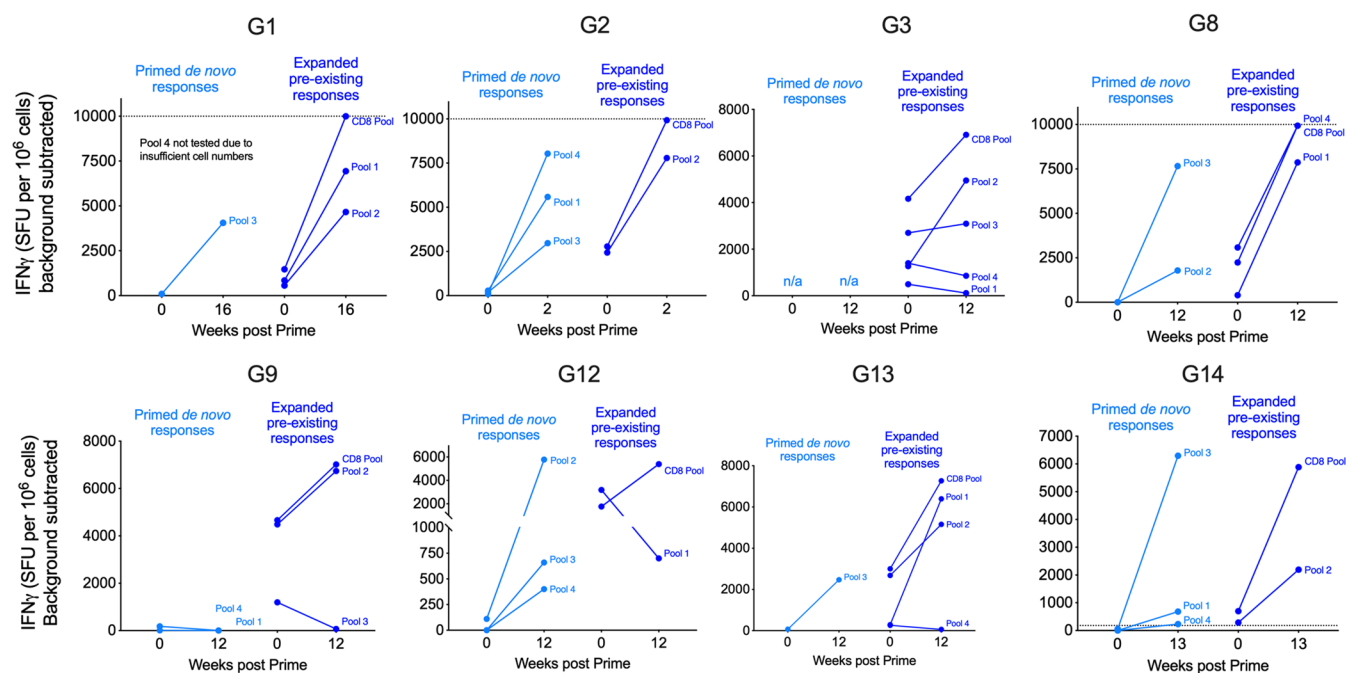 G1
G2
G3
G8
Primed de novo
responses
Expanded
pre-existing
responses
Primed de novo
responses
Expanded
pre-existing
responses
Primed de novo
responses
Expanded
pre-existing
responses
Primed de novo
responses
Expanded
pre-existing
responses
IFNγ (SFU per 10⁶ cells)
background subtracted
10000
7500
5000
2500
0
Pool 4 not tested due to
insufficient cell numbers
Pool 3
CD8 Pool
Pool 1
Pool 2
0
16
0
16
Weeks post Prime
10000
7500
5000
2500
0
Pool 4
Pool 1
Pool 3
CD8 Pool
Pool 2
0
2
0
2
Weeks post Prime
8000
6000
4000
2000
0
n/a
n/a
CD8 Pool
Pool 2
Pool 3
Pool 4
Pool 1
0
12
0
12
Weeks post Prime
10000
7500
5000
2500
0
Pool 3
Pool 2
Pool 4
CD8 Pool
Pool 1
0
12
0
12
Weeks post Prime
G9
G12
G13
G14
Primed de novo
responses
Expanded
pre-existing
responses
Primed de novo
responses
Expanded
pre-existing
responses
Primed de novo
responses
Expanded
pre-existing
responses
Primed de novo
responses
Expanded
pre-existing
responses
IFNγ (SFU per 10⁶ cells)
Background subtracted
8000
6000
4000
2000
0
Pool 4
Pool 1
CD8 Pool
Pool 2
Pool 3
0
12
0
12
Weeks post Prime
6000
4000
2000
1000
750
500
250
0
Pool 2
Pool 3
Pool 4
CD8 Pool
Pool 1
0
12
0
12
Weeks post Prime
8000
6000
4000
2000
0
Pool 3
CD8 Pool
Pool 1
Pool 2
Pool 4
0
12
0
12
Weeks post Prime
7000
6000
5000
4000
3000
2000
1000
0
Pool 3
Pool 1
Pool 4
CD8 Pool
Pool 2
0
13
0
13
Weeks post Prime